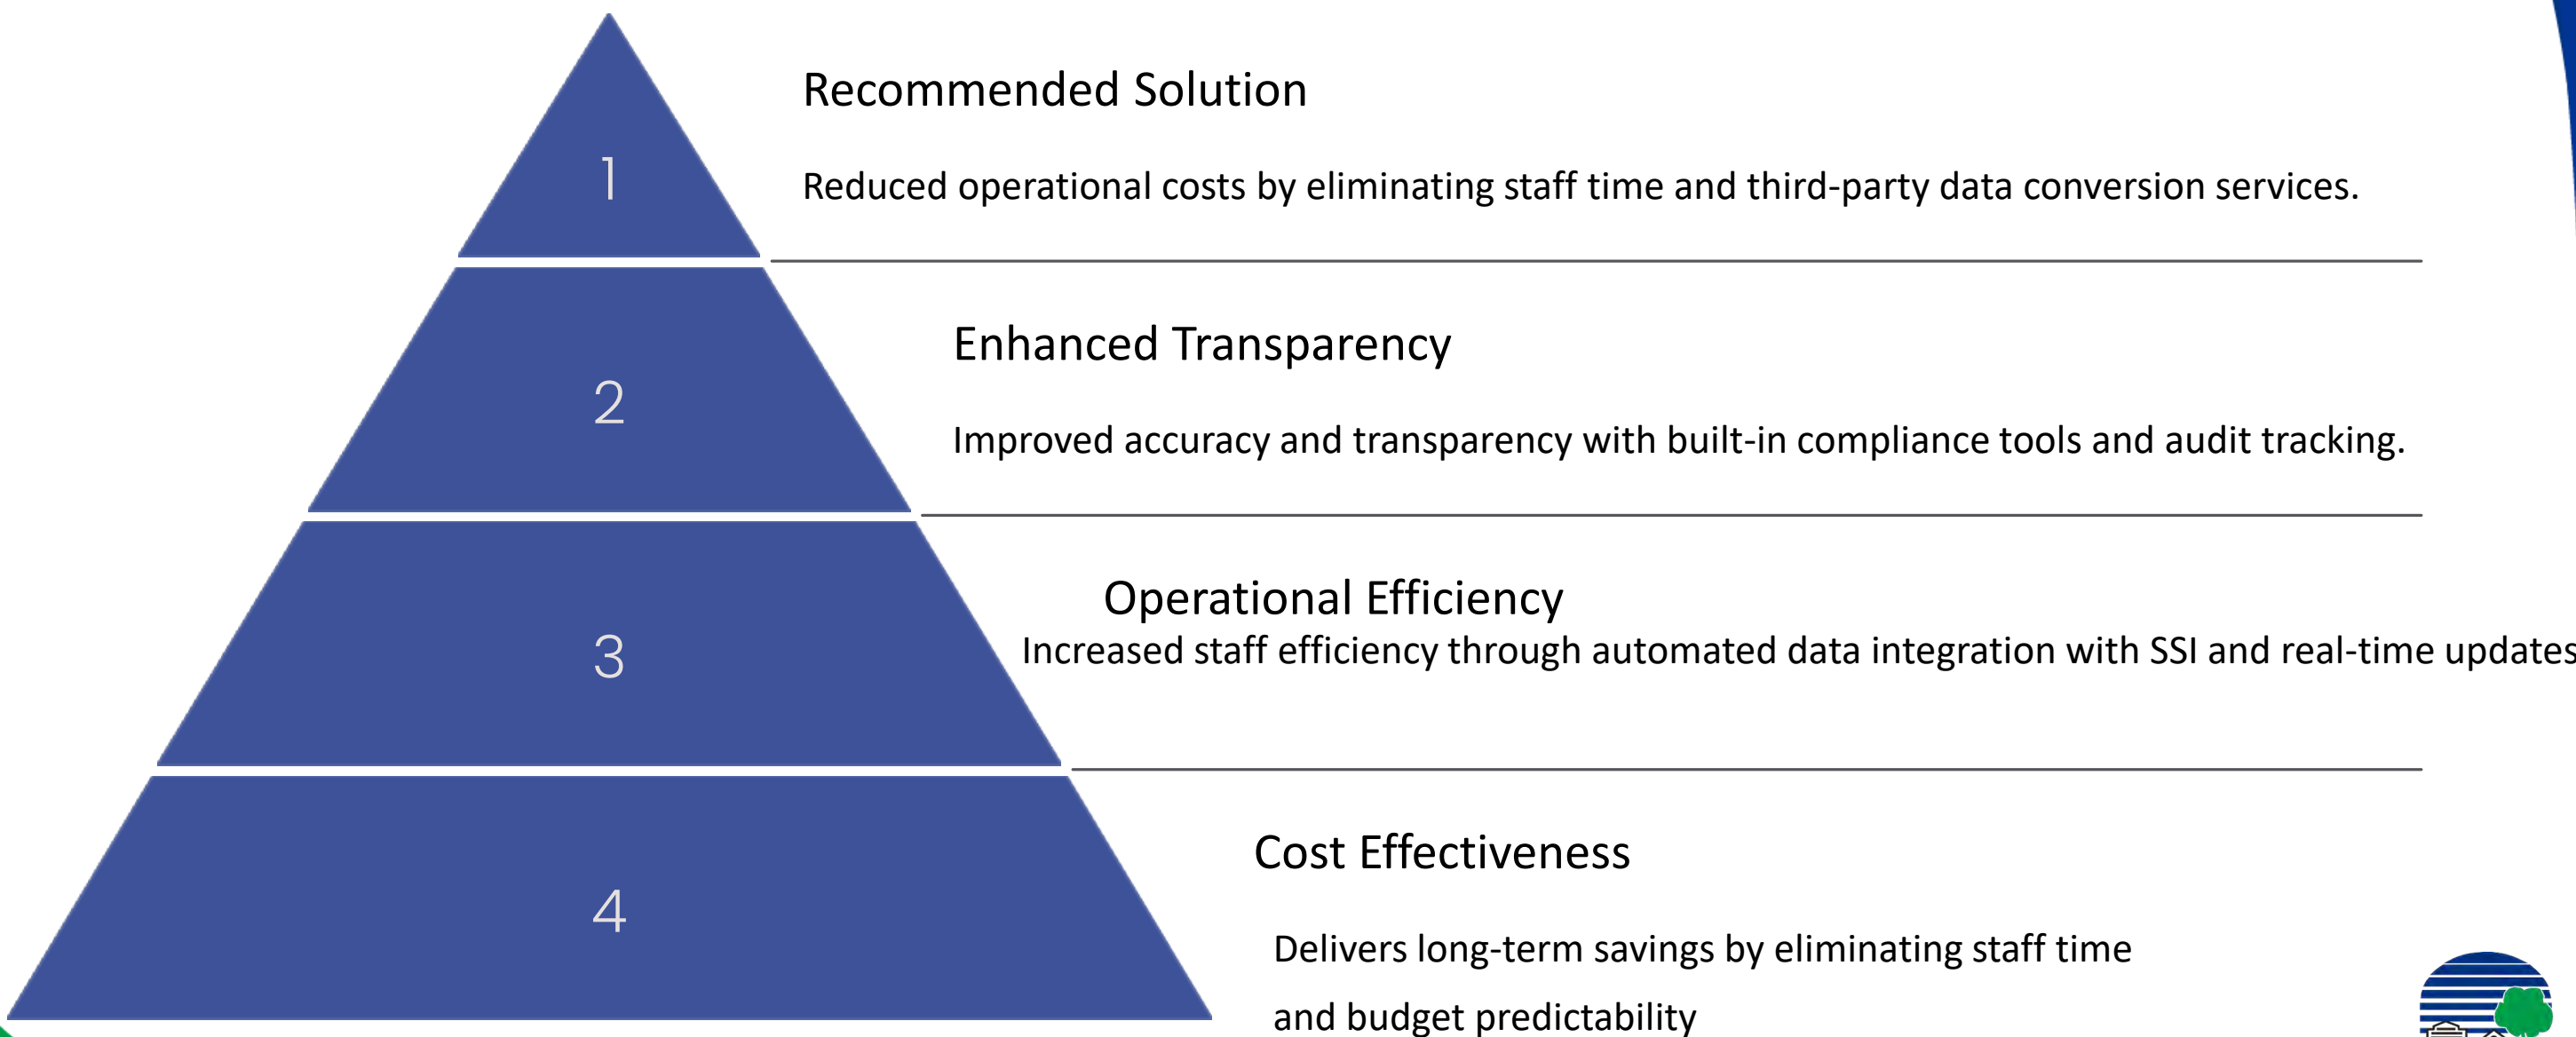 1
Recommended Solution
Reduced operational costs by eliminating staff time and third-party data conversion services.
2
Enhanced Transparency
Improved accuracy and transparency with built-in compliance tools and audit tracking.
3
Operational Efficiency
Increased staff efficiency through automated data integration with SSI and real-time updates
4
Cost Effectiveness
Delivers long-term savings by eliminating staff time
and budget predictability